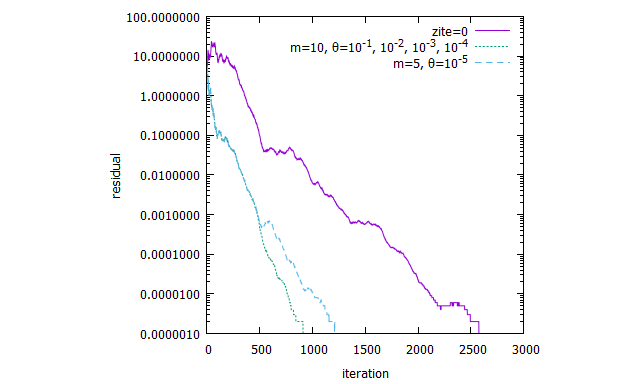 100.0000000
10.0000000
1.0000000
0.1000000
0.0100000
0.0010000
0.0001000
0.0000100
0.0000010
residual
zite=0
m=10, θ=10⁻¹, 10⁻², 10⁻³, 10⁻⁴
m=5, θ=10⁻⁵
0 500 1000 1500 2000 2500 3000
iteration